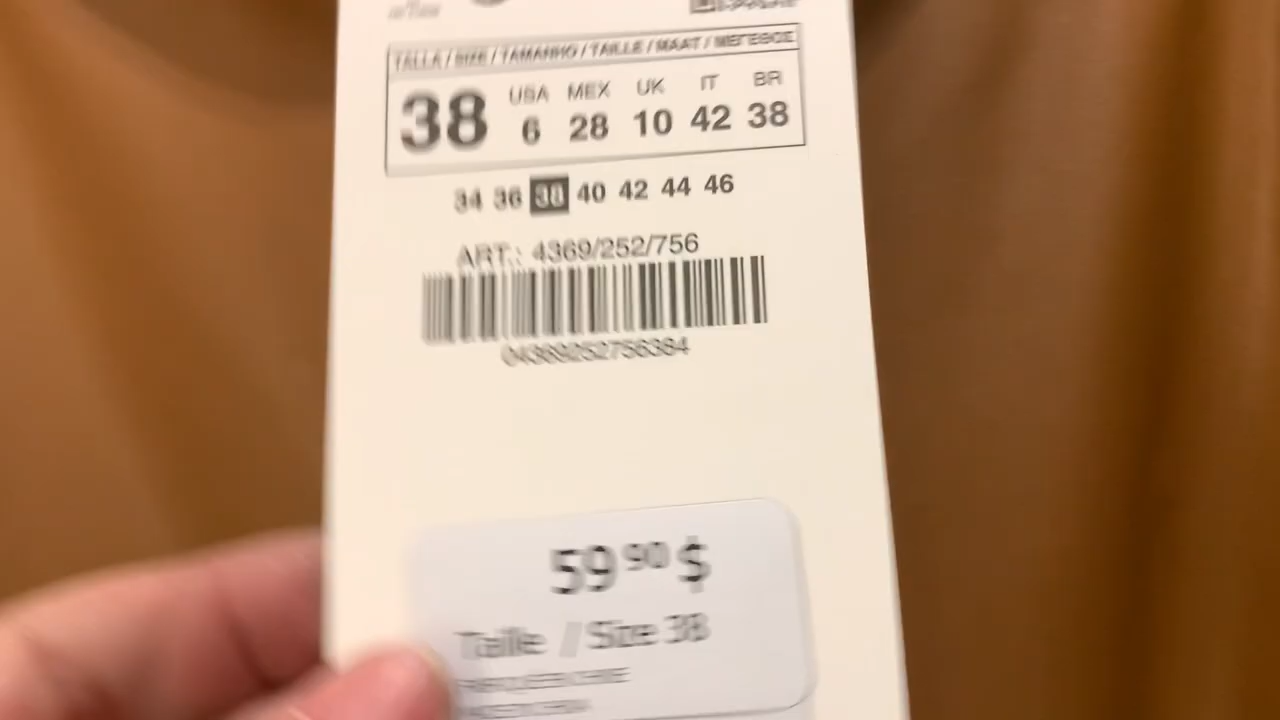 TALLA / SIZE / TAMANHO / TAILLE / MAAT / ΜΕΓΕΘΟΣ
38 USA 6 MEX 28 UK 10 IT 42 BR 38
34 36 38 40 42 44 46
ART.: 4369/252/756
04369252756384
59 90 $
Taille / Size 38